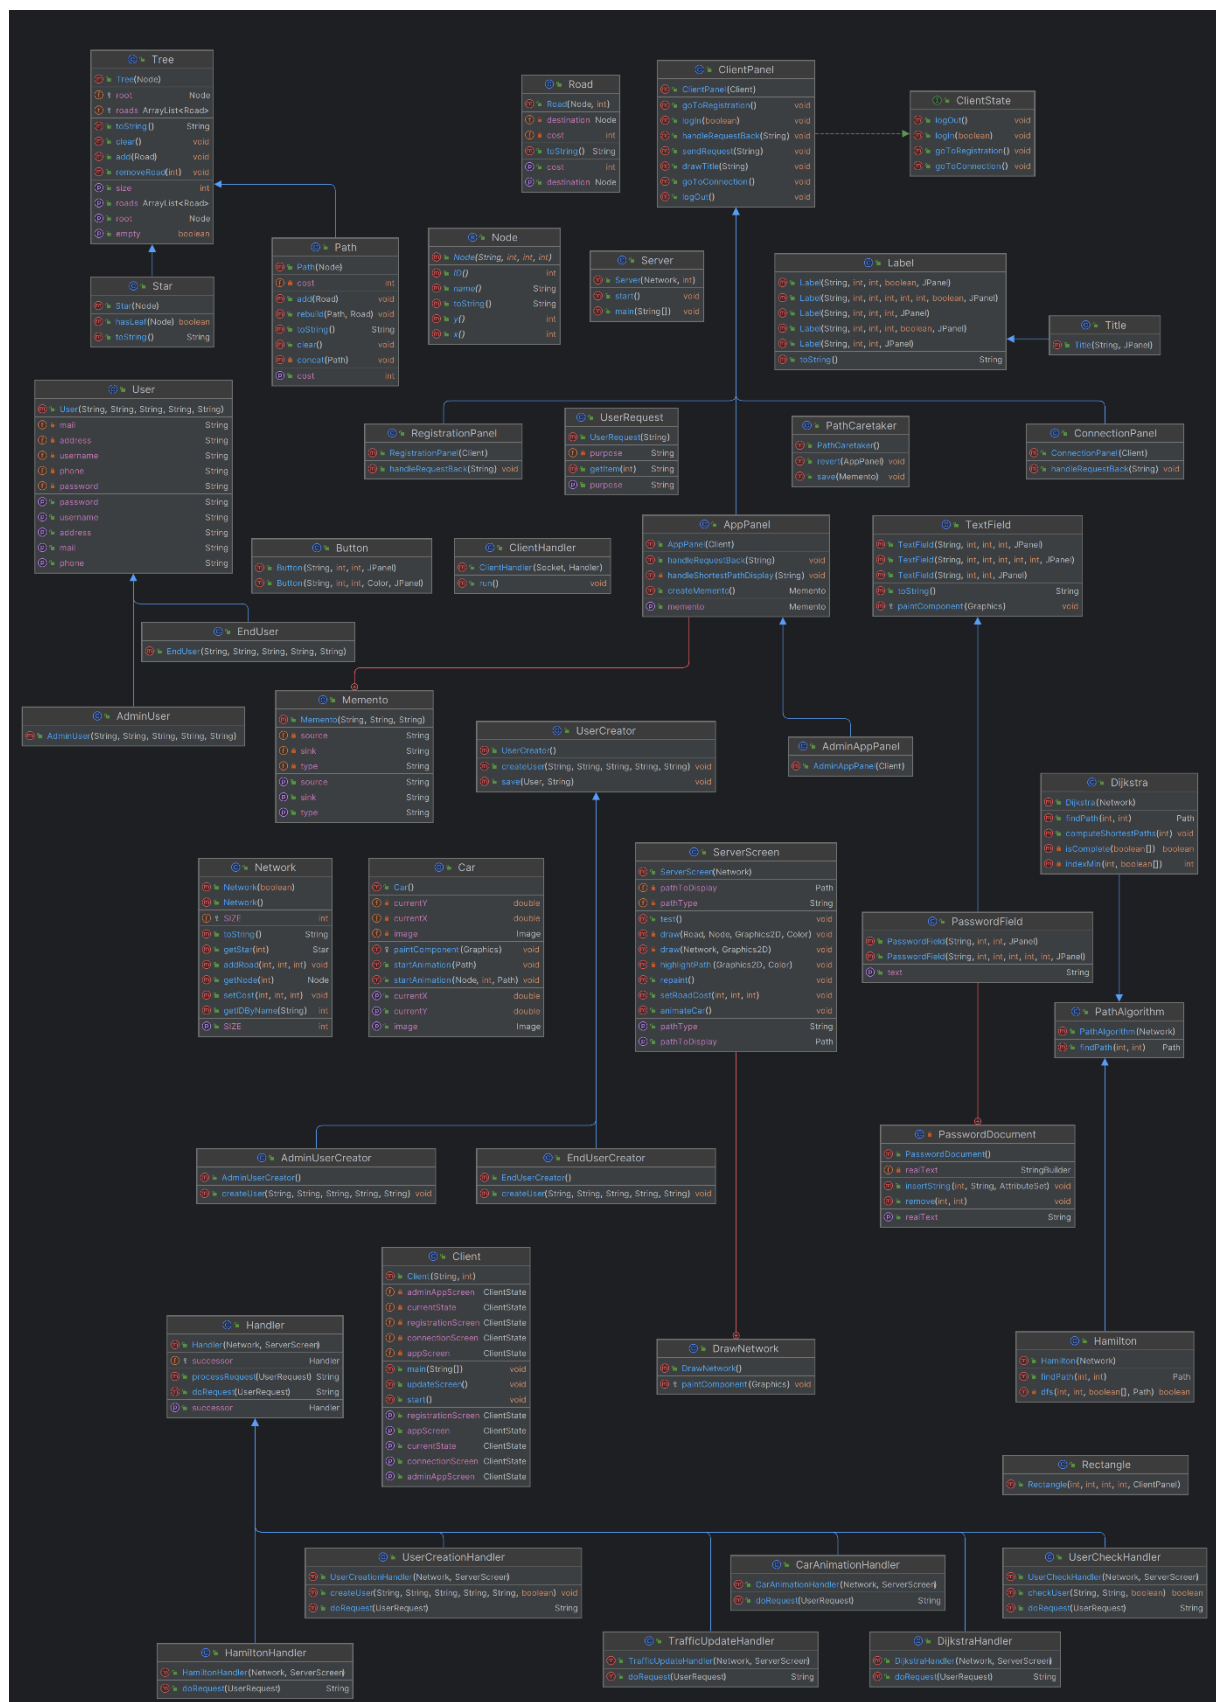 Tree
Tree(Node)
root Node
roads ArrayList<Road>
toString() String
clear() void
add(Road) void
removeRoad(int) void
size int
roads ArrayList<Road>
root Node
empty boolean
Road
Road(Node, int)
destination Node
cost int
toString() String
cost int
destination Node
ClientPanel
ClientPanel(Client)
goToRegistration() void
logIn(boolean) void
handleRequestBack(String) void
sendRequest(String) void
drawTitle(String) void
goToConnection() void
logOut() void
ClientState
logOut() void
logIn(boolean) void
goToRegistration() void
goToConnection() void
Path
Path(Node)
cost int
add(Road) void
rebuild(Path, Road) void
toString() String
clear() void
concat(Path) void
cost int
Node
Node(String, int, int, int)
ID() int
name() String
toString() String
y() int
x() int
Server
Server(Network, int)
start() void
main(String[]) void
Label
Label(String, int, int, boolean, JPanel)
Label(String, int, int, int, int, boolean, JPanel)
Label(String, int, int, int, JPanel)
Label(String, int, int, int, boolean, JPanel)
Label(String, int, int, JPanel)
toString() String
Title
Title(String, JPanel)
Star
Star(Node)
hasLeaf(Node) boolean
toString() String
User
User(String, String, String, String, String)
mail String
address String
username String
phone String
password String
password String
username String
address String
mail String
phone String
RegistrationPanel
RegistrationPanel(Client)
handleRequestBack(String) void
UserRequest
UserRequest(String)
purpose String
getItem(int) String
purpose String
PathCaretaker
PathCaretaker()
revert(AppPanel) void
save(Memento) void
ConnectionPanel
ConnectionPanel(Client)
handleRequestBack(String) void
Button
Button(String, int, int, JPanel)
Button(String, int, int, Color, JPanel)
ClientHandler
ClientHandler(Socket, Handler)
run() void
AppPanel
AppPanel(Client)
handleRequestBack(String) void
handleShortestPathDisplay(String) void
createMemento() Memento
memento Memento
TextField
TextField(String, int, int, int, JPanel)
TextField(String, int, int, int, int, int, JPanel)
TextField(String, int, int, JPanel)
toString() String
paintComponent(Graphics) void
EndUser
EndUser(String, String, String, String, String)
AdminUser
AdminUser(String, String, String, String, String)
Memento
Memento(String, String, String)
source String
sink String
type String
source String
sink String
type String
UserCreator
UserCreator()
createUser(String, String, String, String, String) void
save(User, String) void
AdminAppPanel
AdminAppPanel(Client)
Dijkstra
Dijkstra(Network)
findPath(int, int) Path
computeShortestPaths(int) void
isComplete(boolean[]) boolean
indexMin(int, boolean[]) int
Network
Network(boolean)
Network()
SIZE int
toString() String
getStar(int) Star
addRoad(int, int, int) void
getNode(int) Node
setCost(int, int, int) void
getIDByName(String) int
SIZE int
Car
Car()
currentY double
currentX double
image Image
paintComponent(Graphics) void
startAnimation(Path) void
startAnimation(Node, int, Path) void
currentX double
currentY double
image Image
ServerScreen
ServerScreen(Network)
pathToDisplay Path
pathType String
test() void
draw(Road, Node, Graphics2D, Color) void
draw(Network, Graphics2D) void
highlightPath(Graphics2D, Color) void
repaint() void
setRoadCost(int, int, int) void
animateCar() void
pathType String
pathToDisplay Path
PasswordField
PasswordField(String, int, int, JPanel)
PasswordField(String, int, int, int, int, int, JPanel)
text String
PathAlgorithm
PathAlgorithm(Network)
findPath(int, int) Path
AdminUserCreator
AdminUserCreator()
createUser(String, String, String, String, String) void
EndUserCreator
EndUserCreator()
createUser(String, String, String, String, String) void
PasswordDocument
PasswordDocument()
realText StringBuilder
insertString(int, String, AttributeSet) void
remove(int, int) void
realText String
Client
Client(String, int)
adminAppScreen ClientState
currentState ClientState
registrationScreen ClientState
connectionScreen ClientState
appScreen ClientState
main(String[]) void
updateScreen() void
start() void
registrationScreen ClientState
appScreen ClientState
currentState ClientState
connectionScreen ClientState
adminAppScreen ClientState
Handler
Handler(Network, ServerScreen)
successor Handler
processRequest(UserRequest) String
doRequest(UserRequest) String
successor Handler
DrawNetwork
DrawNetwork()
paintComponent(Graphics) void
Hamilton
Hamilton(Network)
findPath(int, int) Path
dfs(int, int, boolean[], Path) boolean
Rectangle
Rectangle(int, int, int, int, ClientPanel)
UserCreationHandler
UserCreationHandler(Network, ServerScreen)
createUser(String, String, String, String, String, boolean) void
doRequest(UserRequest) String
CarAnimationHandler
CarAnimationHandler(Network, ServerScreen)
doRequest(UserRequest) String
UserCheckHandler
UserCheckHandler(Network, ServerScreen)
checkUser(String, String, boolean) boolean
doRequest(UserRequest) String
HamiltonHandler
HamiltonHandler(Network, ServerScreen)
doRequest(UserRequest) String
TrafficUpdateHandler
TrafficUpdateHandler(Network, ServerScreen)
doRequest(UserRequest) String
DijkstraHandler
DijkstraHandler(Network, ServerScreen)
doRequest(UserRequest) String